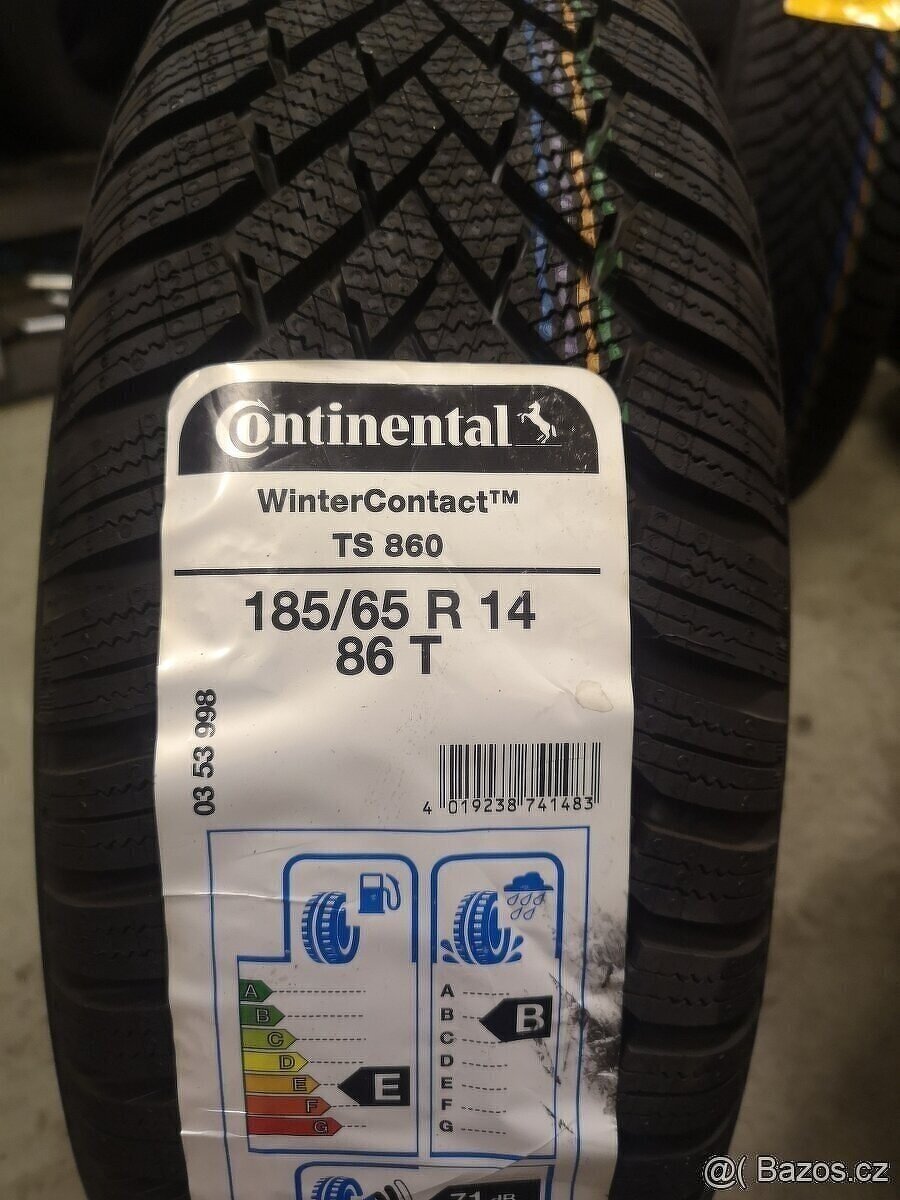 Continental
WinterContact™
TS 860
185/65 R 14
86 T
03 53 998
4 019238 741483
A
B
C
D
E
F
G
E
A
B
C
D
E
F
G
B
71 dB
@( Bazos.cz